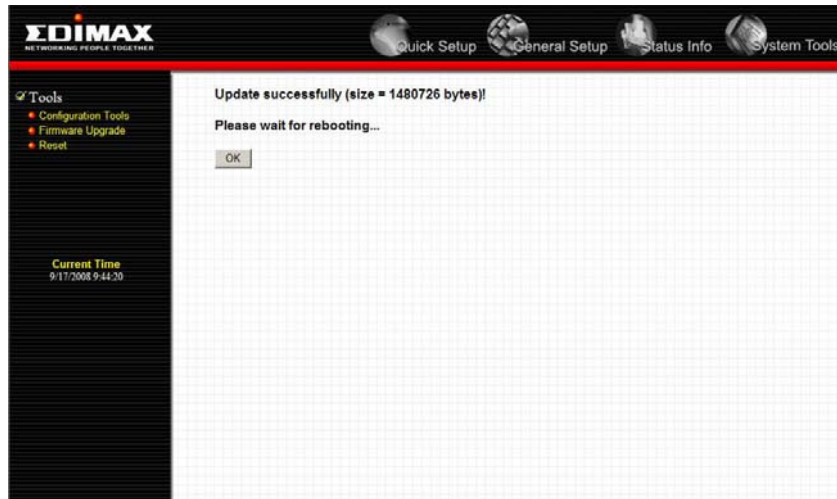 EDIMAX
NETWORKING PEOPLE TOGETHER
Quick Setup
General Setup
Status Info
System Tools
Tools
Configuration Tools
Firmware Upgrade
Reset
Current Time
9/17/2008 9:44:20
Update successfully (size = 1480726 bytes)!
Please wait for rebooting...
OK